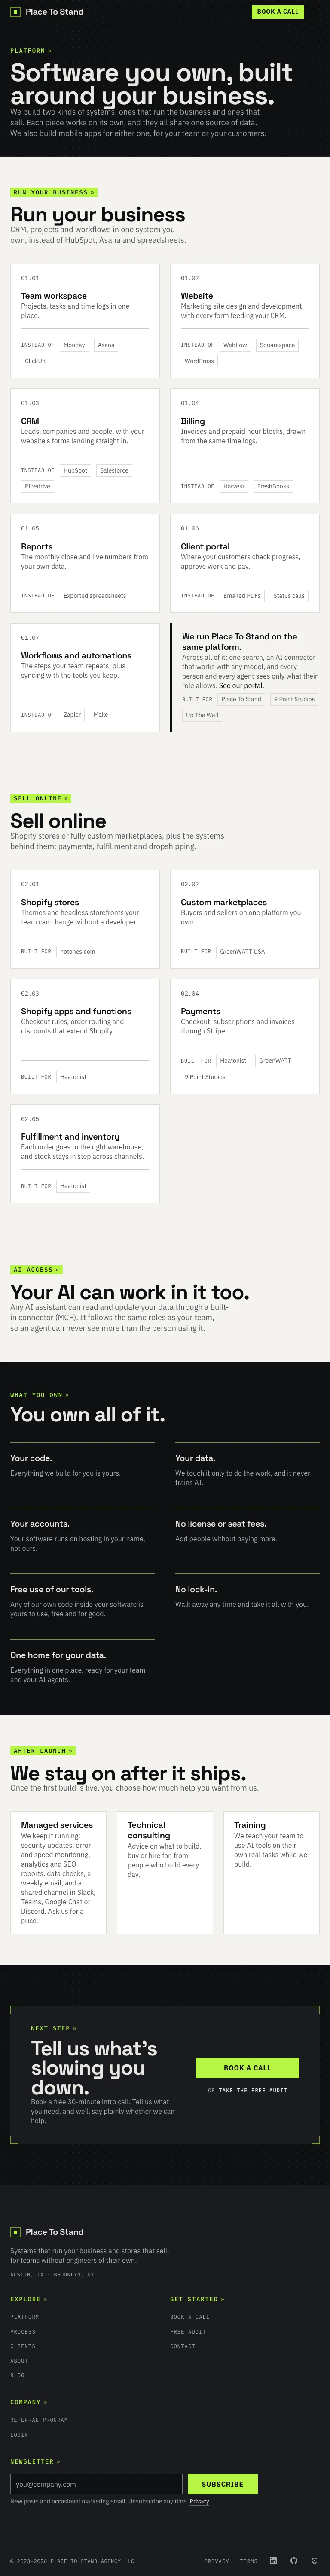 Place To Stand
BOOK A CALL
PLATFORM »
Software you own, built
around your business.
We build two kinds of systems: ones that run the business and ones that
sell. Each piece works on its own, and they all share one source of data.
We also build mobile apps for either one, for your team or your customers.
RUN YOUR BUSINESS »
Run your business
CRM, projects and workflows in one system you
own, instead of HubSpot, Asana and spreadsheets.
01.01
Team workspace
Projects, tasks and time logs in one
place.
INSTEAD OF Monday Asana
ClickUp
01.02
Website
Marketing site design and development,
with every form feeding your CRM.
INSTEAD OF Webflow Squarespace
WordPress
01.03
CRM
Leads, companies and people, with your
website's forms landing straight in.
INSTEAD OF HubSpot Salesforce
Pipedrive
01.04
Billing
Invoices and prepaid hour blocks, drawn
from the same time logs.
INSTEAD OF Harvest FreshBooks
01.05
Reports
The monthly close and live numbers from
your own data.
INSTEAD OF Exported spreadsheets
01.06
Client portal
Where your customers check progress,
approve work and pay.
INSTEAD OF Emailed PDFs Status calls
01.07
Workflows and automations
The steps your team repeats, plus
syncing with the tools you keep.
INSTEAD OF Zapier Make
We run Place To Stand on the
same platform.
Across all of it: one search, an AI connector
that works with any model, and every
person and every agent sees only what their
role allows. See our portal.
BUILT FOR Place To Stand 9 Point Studios
Up The Wall
SELL ONLINE »
Sell online
Shopify stores or fully custom marketplaces, plus the systems
behind them: payments, fulfillment and dropshipping.
02.01
Shopify stores
Themes and headless storefronts your
team can change without a developer.
BUILT FOR hotones.com
02.02
Custom marketplaces
Buyers and sellers on one platform you
own.
BUILT FOR GreenWATT USA
02.03
Shopify apps and functions
Checkout rules, order routing and
discounts that extend Shopify.
BUILT FOR Heatonist
02.04
Payments
Checkout, subscriptions and invoices
through Stripe.
BUILT FOR Heatonist GreenWATT
9 Point Studios
02.05
Fulfillment and inventory
Each order goes to the right warehouse,
and stock stays in step across channels.
BUILT FOR Heatonist
AI ACCESS »
Your AI can work in it too.
Any AI assistant can read and update your data through a built-
in connector (MCP). It follows the same roles as your team,
so an agent can never see more than the person using it.
WHAT YOU OWN »
You own all of it.
Your code.
Everything we build for you is yours.
Your data.
We touch it only to do the work, and it never
trains AI.
Your accounts.
Your software runs on hosting in your name,
not ours.
No license or seat fees.
Add people without paying more.
Free use of our tools.
Any of our own code inside your software is
yours to use, free and for good.
No lock-in.
Walk away any time and take it all with you.
One home for your data.
Everything in one place, ready for your team
and your AI agents.
AFTER LAUNCH »
We stay on after it ships.
Once the first build is live, you choose how much help you want from us.
Managed services
We keep it running:
security updates, error
and speed monitoring,
analytics and SEO
reports, data checks, a
weekly email, and a
shared channel in Slack,
Teams, Google Chat or
Discord. Ask us for a
price.
Technical
consulting
Advice on what to build,
buy or hire for, from
people who build every
day.
Training
We teach your team to
use AI tools on their
own real tasks while we
build.
NEXT STEP »
Tell us what's
slowing you
down.
Book a free 30-minute intro call. Tell us what
you need, and we'll say plainly whether we can
help.
BOOK A CALL
OR TAKE THE FREE AUDIT
Place To Stand
Systems that run your business and stores that sell,
for teams without engineers of their own.
AUSTIN, TX · BROOKLYN, NY
EXPLORE »
PLATFORM
PROCESS
CLIENTS
ABOUT
BLOG
GET STARTED »
BOOK A CALL
FREE AUDIT
CONTACT
COMPANY »
REFERRAL PROGRAM
LOGIN
NEWSLETTER »
you@company.com
SUBSCRIBE
New posts and occasional marketing email. Unsubscribe any time. Privacy
© 2023–2026 PLACE TO STAND AGENCY LLC
PRIVACY TERMS